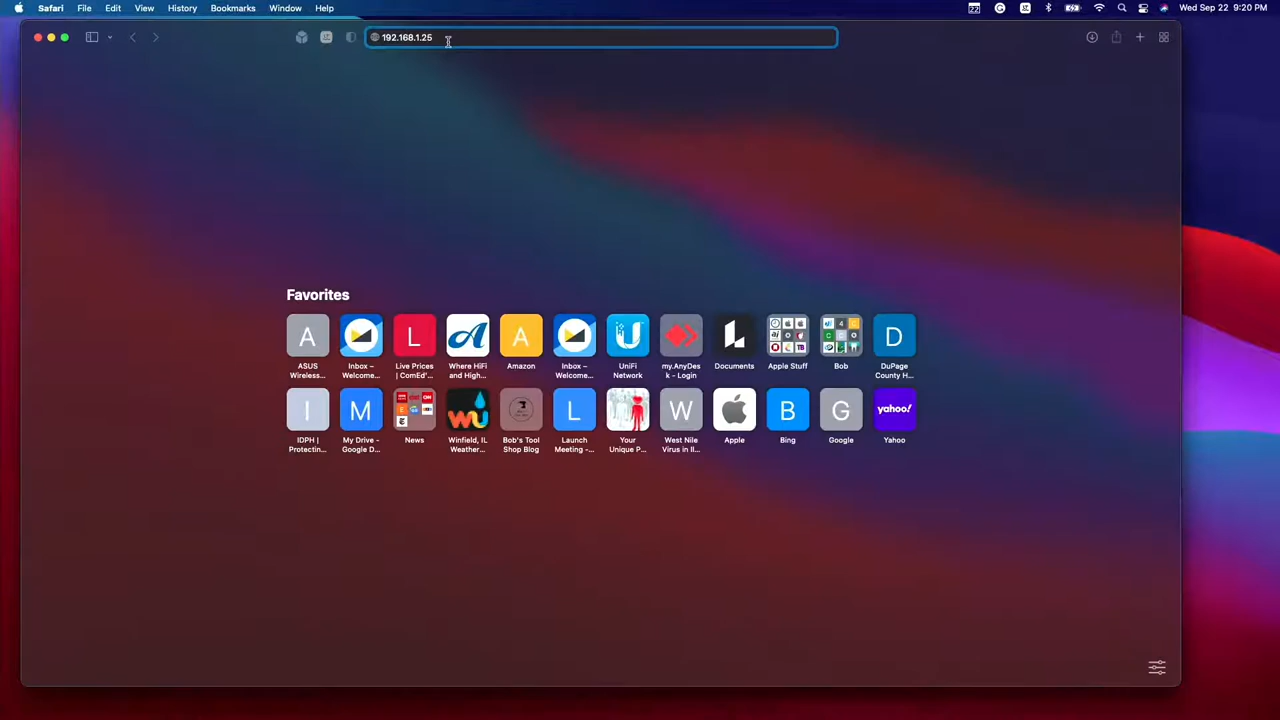 Safari File Edit View History Bookmarks Window Help
22
Wed Sep 22 9:20 PM
192.168.1.25
Favorites
A
L
A
D
ASUS Wireless...
Inbox – Welcome...
Live Prices | ComEd'...
Where HiFi and High...
Amazon
Inbox – Welcome...
UniFi Network
my.AnyDesk - Login
Documents
Apple Stuff
Bob
DuPage County H...
I
M
WU
L
W
B
G
yahoo!
IDPH | Protectin...
My Drive - Google D...
News
Winfield, IL Weather...
Bob's Tool Shop Blog
Launch Meeting -...
Your Unique P...
West Nile Virus in Il...
Apple
Bing
Google
Yahoo